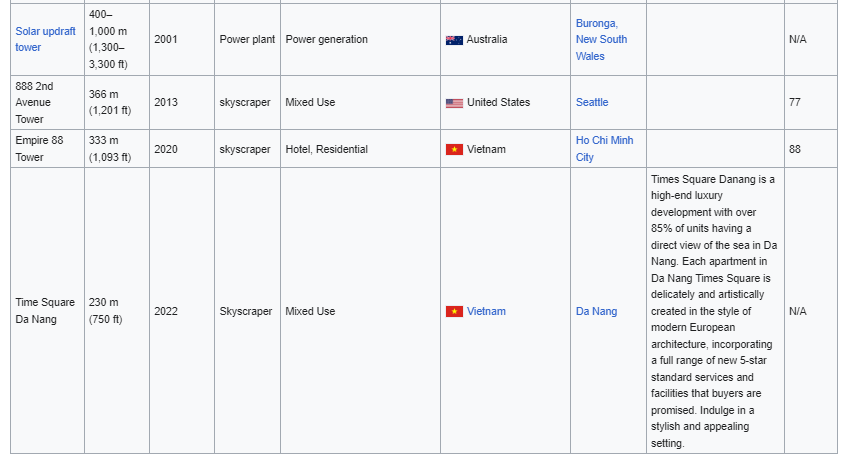 Solar updraft
tower
400–
1,000 m
(1,300–
3,300 ft)
2001
Power plant
Power generation
Australia
Buronga,
New South
Wales
N/A
888 2nd
Avenue
Tower
366 m
(1,201 ft)
2013
skyscraper
Mixed Use
United States
Seattle
77
Empire 88
Tower
333 m
(1,093 ft)
2020
skyscraper
Hotel, Residential
Vietnam
Ho Chi Minh
City
88
Time Square
Da Nang
230 m
(750 ft)
2022
Skyscraper
Mixed Use
Vietnam
Da Nang
Times Square Danang is a
high-end luxury
development with over
85% of units having a
direct view of the sea in Da
Nang. Each apartment in
Da Nang Times Square is
delicately and artistically
created in the style of
modern European
architecture, incorporating
a full range of new 5-star
standard services and
facilities that buyers are
promised. Indulge in a
stylish and appealing
setting.
N/A